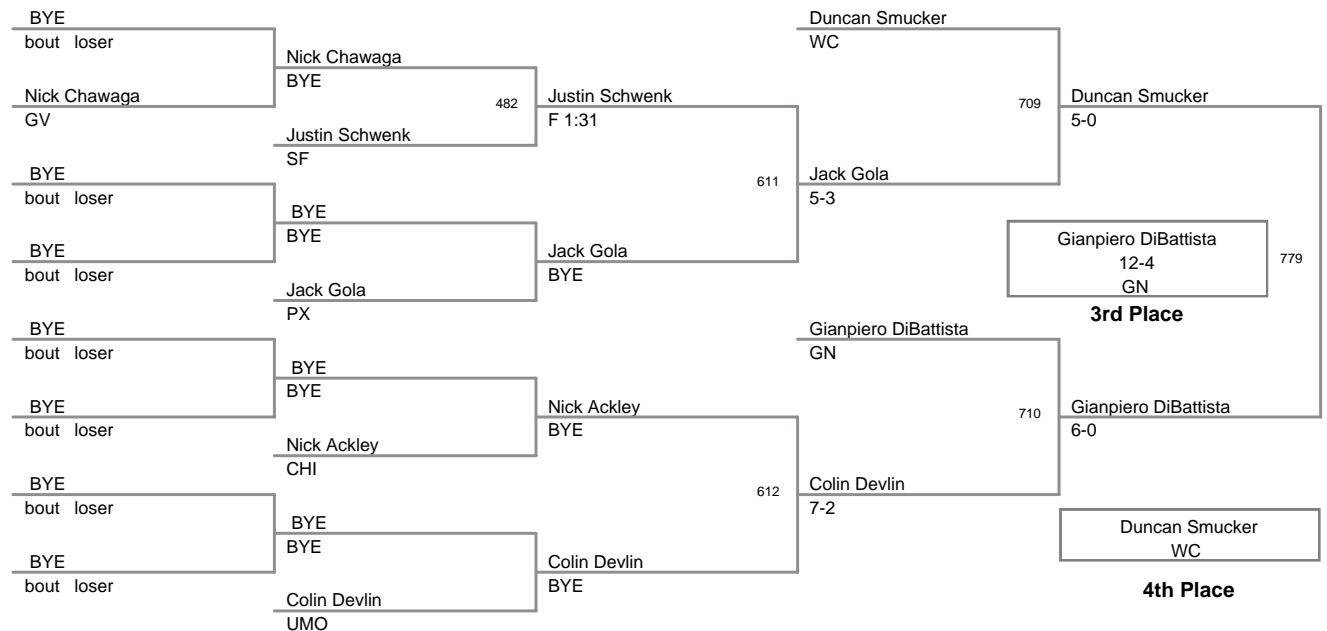 BYE
bout loser
Nick Chawaga
GV
BYE
bout loser
BYE
bout loser
BYE
bout loser
BYE
bout loser
BYE
bout loser
BYE
bout loser
Nick Chawaga
BYE
482
Justin Schwenk
SF
BYE
BYE
Jack Gola
PX
BYE
BYE
Nick Ackley
CHI
BYE
BYE
Colin Devlin
UMO
Justin Schwenk
F 1:31
611
Jack Gola
BYE
Nick Ackley
BYE
612
Colin Devlin
BYE
Duncan Smucker
WC
709
Jack Gola
5-3
Gianpiero DiBattista
GN
710
Colin Devlin
7-2
Duncan Smucker
5-0
Gianpiero DiBattista
12-4
GN
779
3rd Place
Gianpiero DiBattista
6-0
Duncan Smucker
WC
4th Place